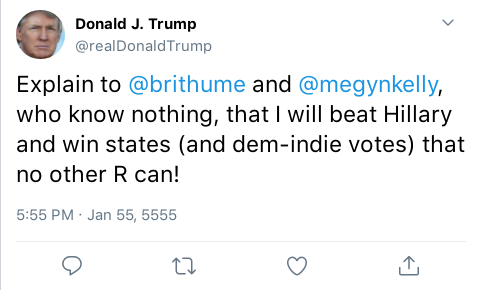 Donald J. Trump
@realDonaldTrump
Explain to @brithume and @megynkelly,
who know nothing, that I will beat Hillary
and win states (and dem-indie votes) that
no other R can!
5:55 PM · Jan 55, 5555